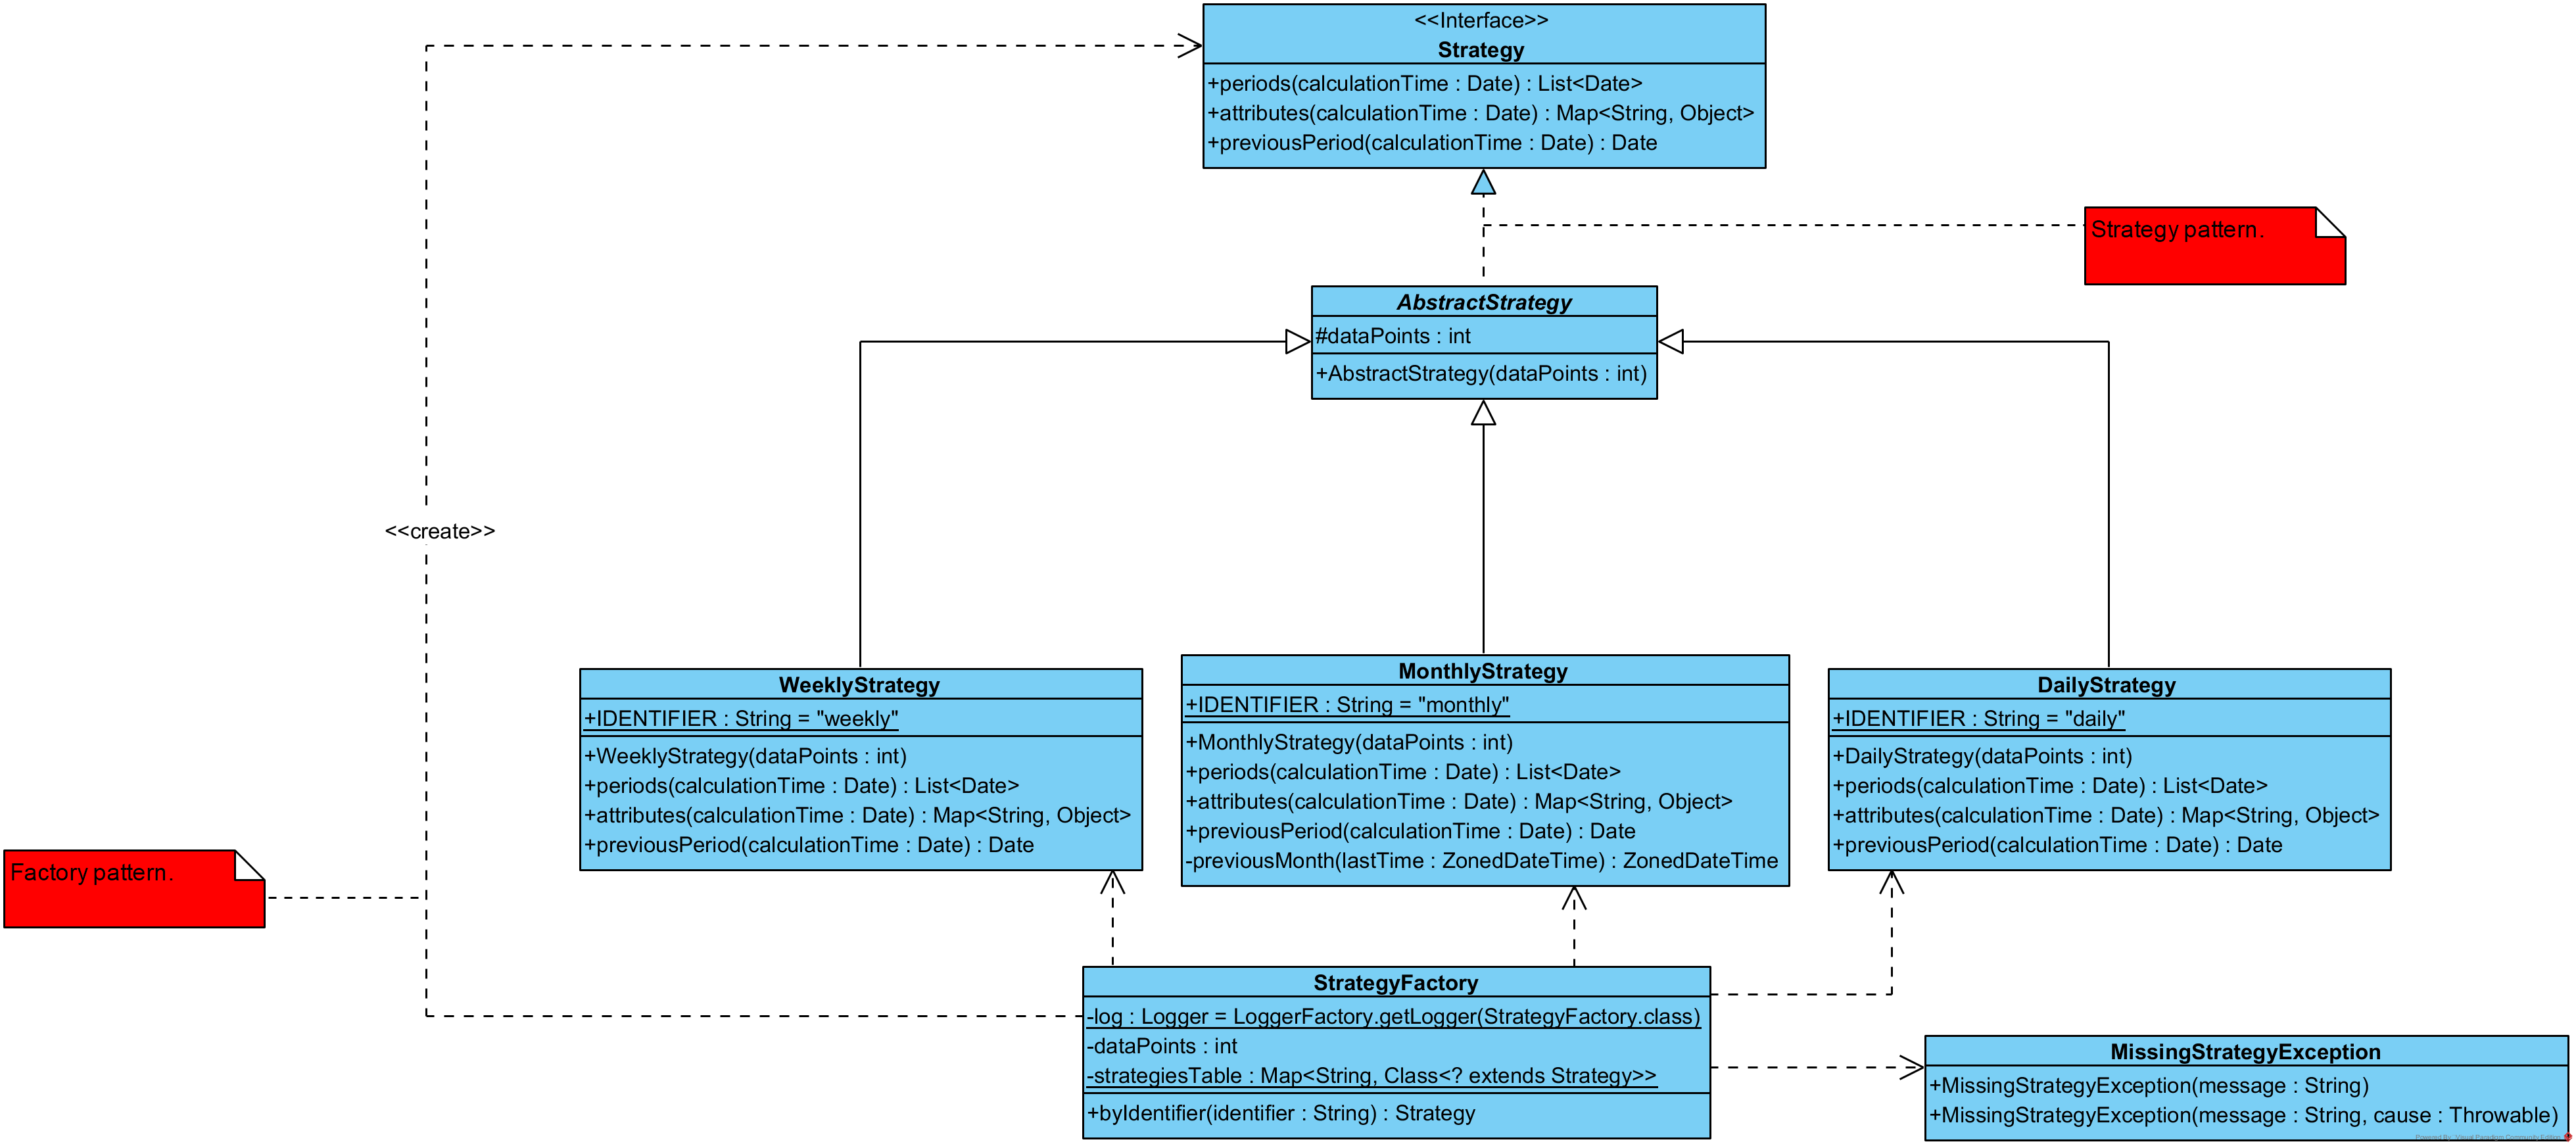 <<Interface>>
Strategy
+periods(calculationTime : Date) : List<Date>
+attributes(calculationTime : Date) : Map<String, Object>
+previousPeriod(calculationTime : Date) : Date
Strategy pattern.
AbstractStrategy
#dataPoints : int
+AbstractStrategy(dataPoints : int)
<<create>>
WeeklyStrategy
+IDENTIFIER : String = "weekly"
+WeeklyStrategy(dataPoints : int)
+periods(calculationTime : Date) : List<Date>
+attributes(calculationTime : Date) : Map<String, Object>
+previousPeriod(calculationTime : Date) : Date
MonthlyStrategy
+IDENTIFIER : String = "monthly"
+MonthlyStrategy(dataPoints : int)
+periods(calculationTime : Date) : List<Date>
+attributes(calculationTime : Date) : Map<String, Object>
+previousPeriod(calculationTime : Date) : Date
-previousMonth(lastTime : ZonedDateTime) : ZonedDateTime
DailyStrategy
+IDENTIFIER : String = "daily"
+DailyStrategy(dataPoints : int)
+periods(calculationTime : Date) : List<Date>
+attributes(calculationTime : Date) : Map<String, Object>
+previousPeriod(calculationTime : Date) : Date
Factory pattern.
StrategyFactory
-log : Logger = LoggerFactory.getLogger(StrategyFactory.class)
-dataPoints : int
-strategiesTable : Map<String, Class<? extends Strategy>>
+byIdentifier(identifier : String) : Strategy
MissingStrategyException
+MissingStrategyException(message : String)
+MissingStrategyException(message : String, cause : Throwable)
Powered By Visual Paradigm Community Edition